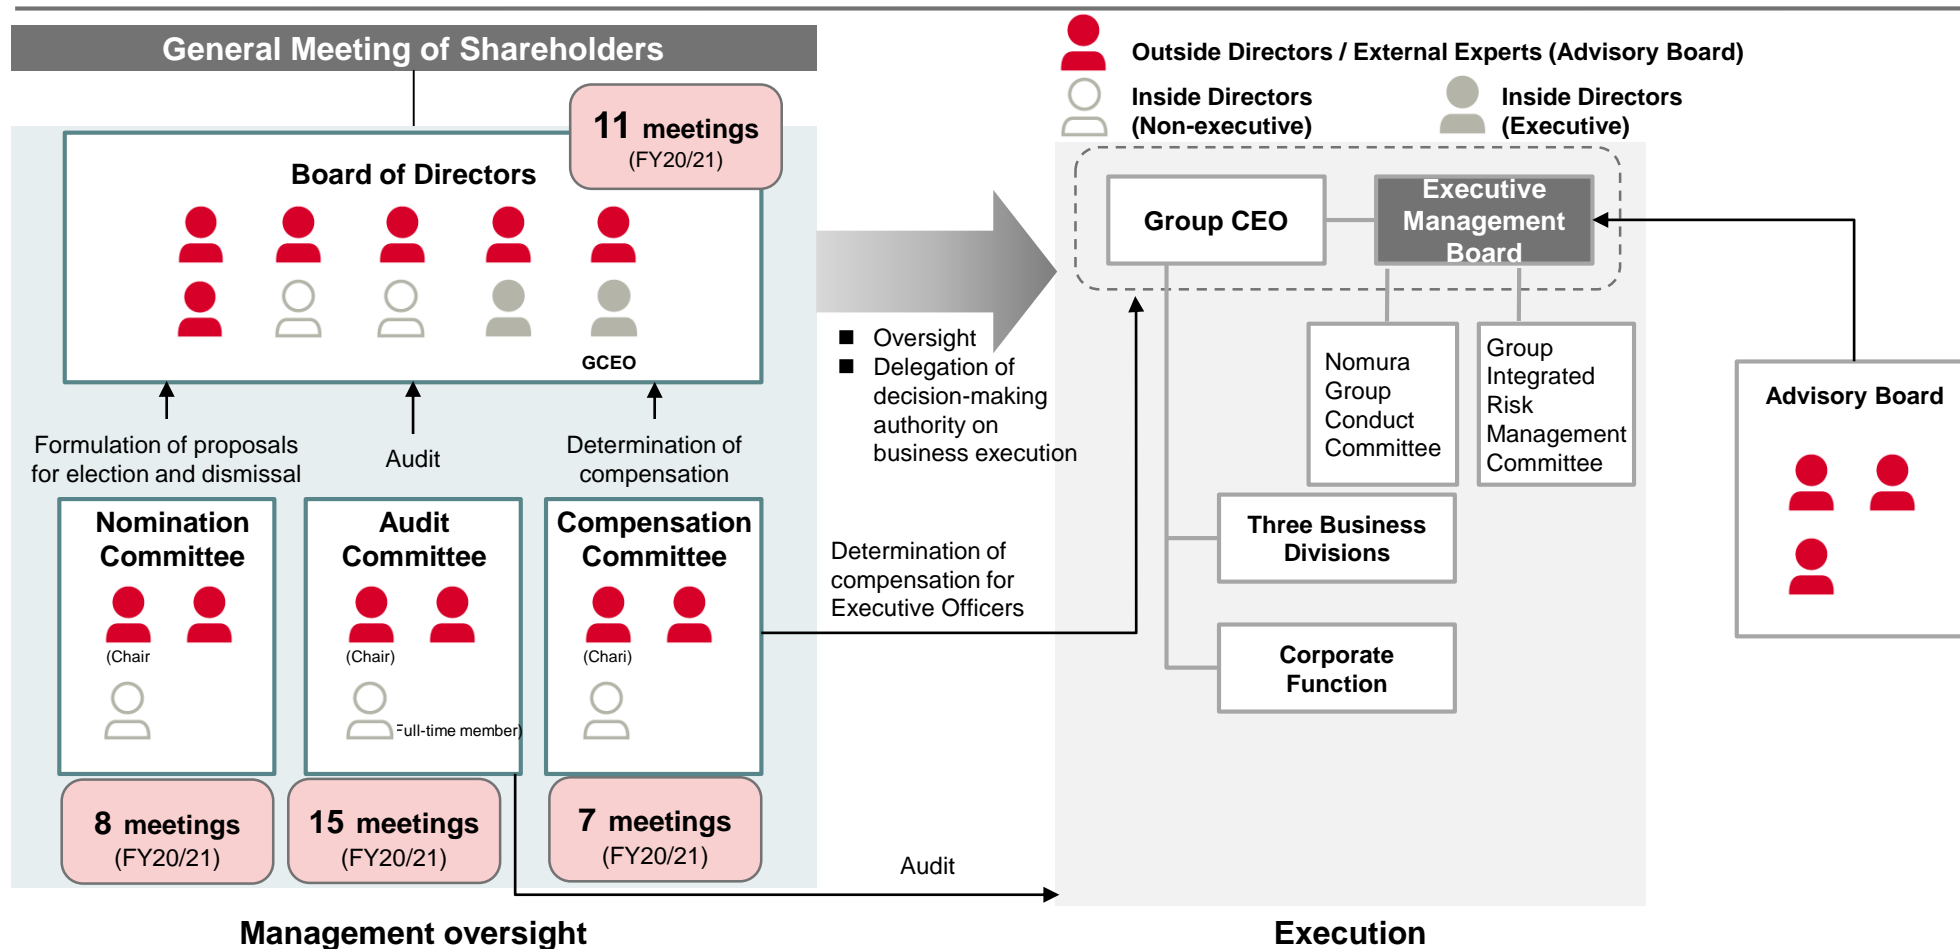 General Meeting of Shareholders
11 meetings
(FY20/21)
Board of Directors
GCEO
Formulation of proposals
for election and dismissal
Audit
Determination of
compensation
Nomination
Committee
(Chair
Audit
Committee
(Chair)
Full-time member)
Compensation
Committee
(Chari)
8 meetings
(FY20/21)
15 meetings
(FY20/21)
7 meetings
(FY20/21)
Management oversight
Oversight
Delegation of
decision-making
authority on
business execution
Determination of
compensation for
Executive Officers
Audit
Outside Directors / External Experts (Advisory Board)
Inside Directors
(Non-executive)
Inside Directors
(Executive)
Group CEO
Executive
Management
Board
Nomura
Group
Conduct
Committee
Group
Integrated
Risk
Management
Committee
Three Business
Divisions
Corporate
Function
Execution
Advisory Board